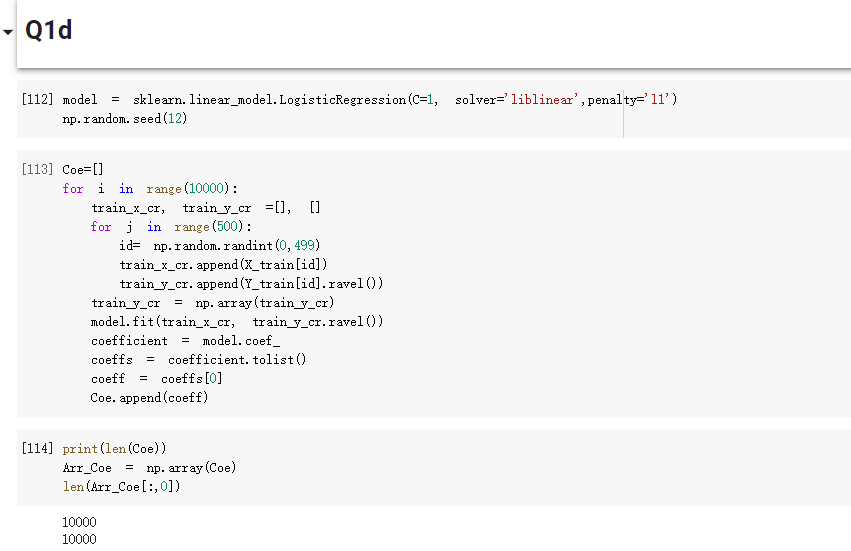 Q1d
[112] model = sklearn.linear_model.LogisticRegression(C=1, solver='liblinear',penalty='l1')
np.random.seed(12)
[113] Coe=[]
for i in range(10000):
train_x_cr, train_y_cr =[], []
for j in range(500):
id= np.random.randint(0,499)
train_x_cr.append(X_train[id])
train_y_cr.append(Y_train[id].ravel())
train_y_cr = np.array(train_y_cr)
model.fit(train_x_cr, train_y_cr.ravel())
coefficient = model.coef_
coeffs = coefficient.tolist()
coeff = coeffs[0]
Coe.append(coeff)
[114] print(len(Coe))
Arr_Coe = np.array(Coe)
len(Arr_Coe[:,0])
10000
10000